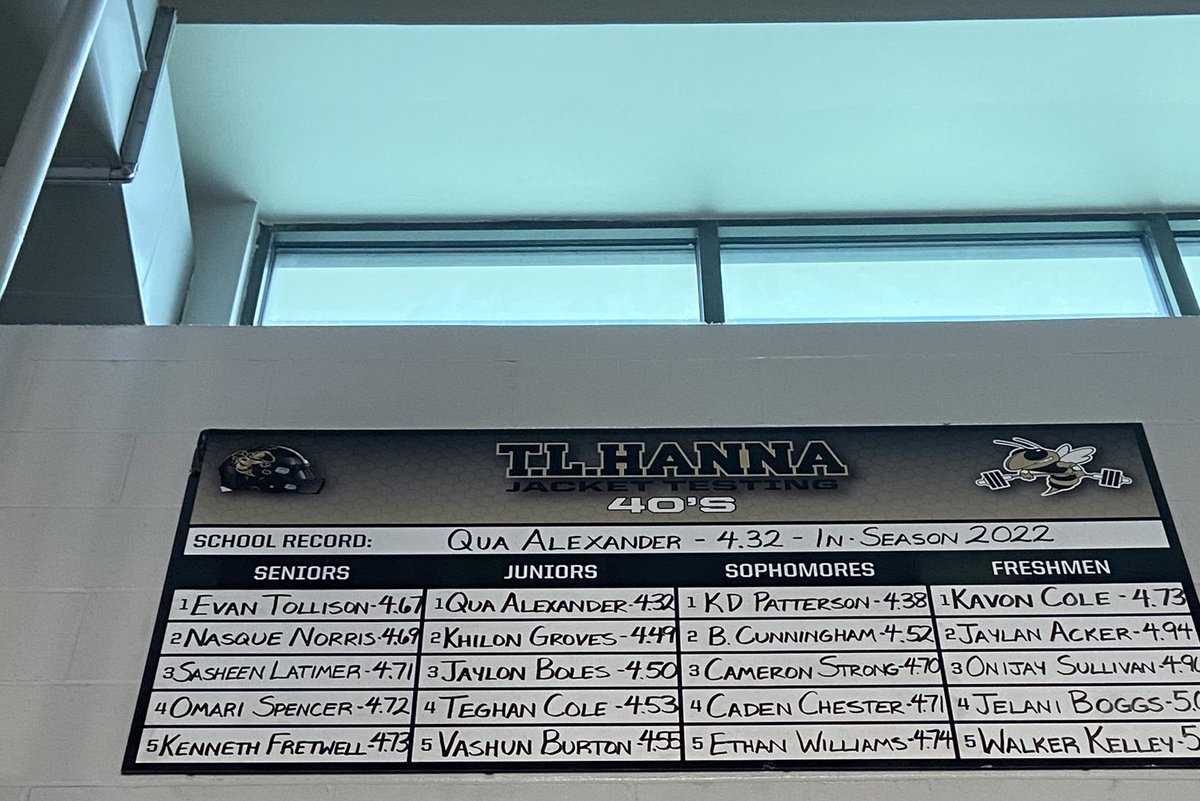 T.L. HANNA
JACKET TESTING
40'S
SCHOOL RECORD: QUA ALEXANDER - 4.32 - IN-SEASON 2022
SENIORS JUNIORS SOPHOMORES FRESHMEN
1 EVAN TOLLISON-4.67 1 QUA ALEXANDER-4.32 1 KD PATTERSON-4.38 1 KAVON COLE - 4.73
2 NASQUE NORRIS-4.69 2 KHILON GROVES-4.49 2 B. CUNNINGHAM-4.52 2 JAYLAN ACKER-4.94
3 SASHEEN LATIMER-4.71 3 JAYLON BOLES -4.50 3 CAMERON STRONG-4.70 3 ONIJAY SULLIVAN
4 OMARI SPENCER-4.72 4 TEGHAN COLE -4.53 4 CADEN CHESTER-4.71 4 JELANI BOGGS
5 KENNETH FRETWELL-4.73 5 VASHUN BURTON-4.55 5 ETHAN WILLIAMS-4.74 5 WALKER KELLEY